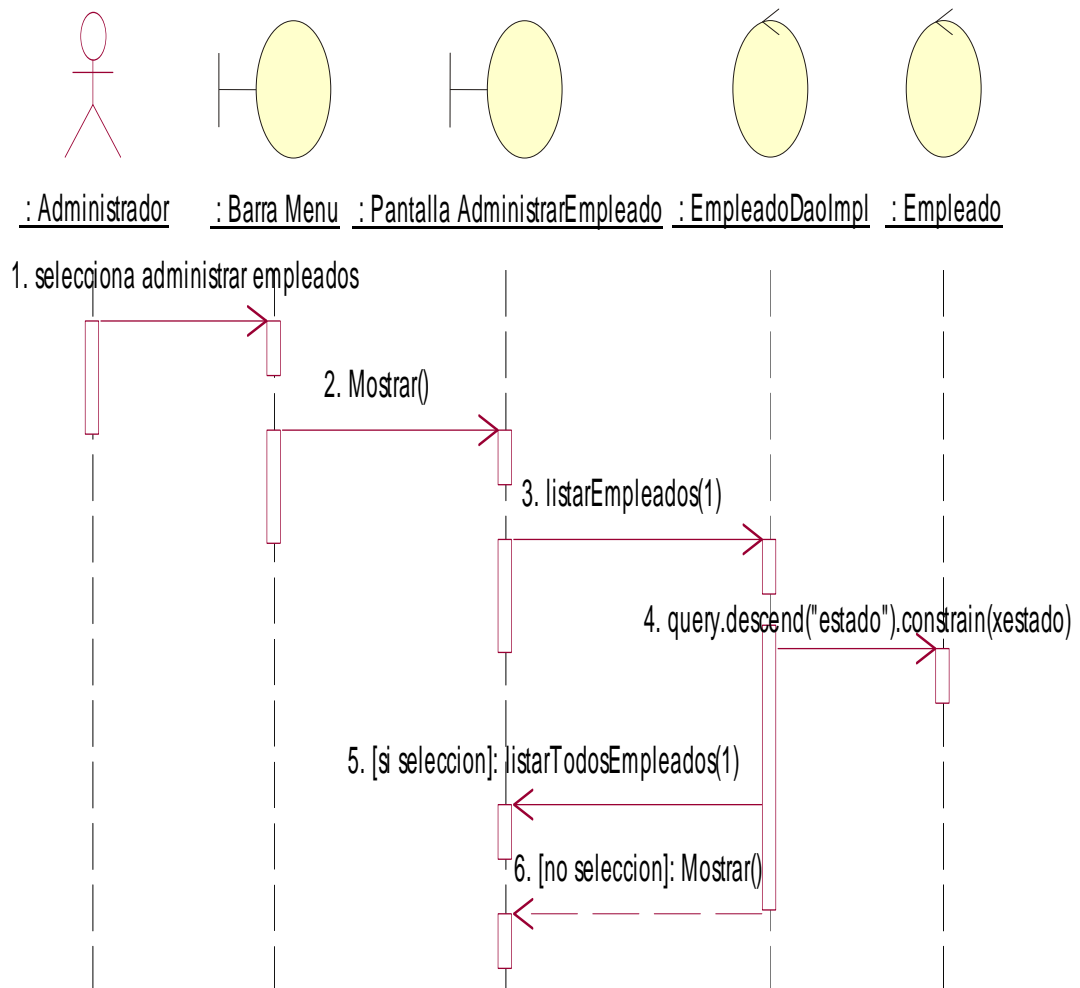 : Administrador
: Barra Menu
: Pantalla AdministrarEmpleado
: EmpleadoDaoImpl
: Empleado
1. selecciona administrar empleados
2. Mostrar()
3. listarEmpleados(1)
4. query.descend("estado").constrain(xestado)
5. [si seleccion]: listarTodosEmpleados(1)
6. [no seleccion]: Mostrar()